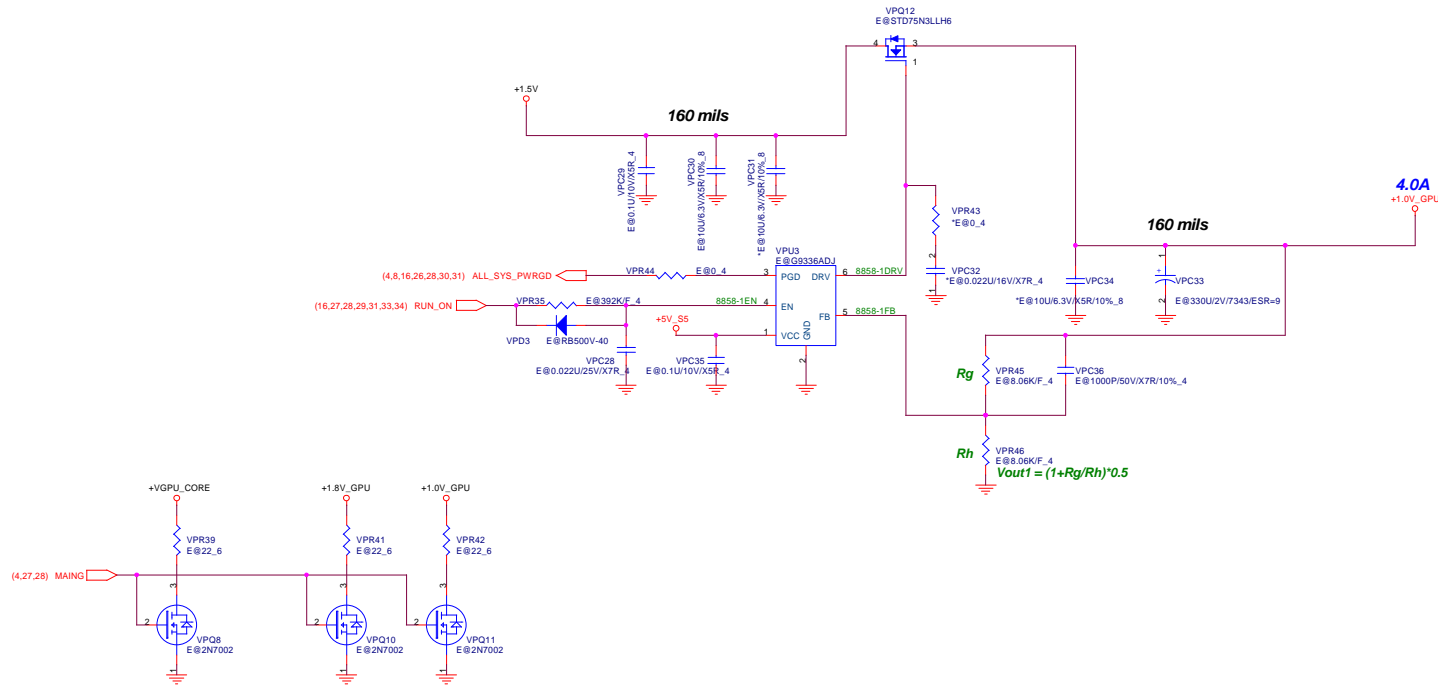 VPQ12
E@STD75N3LLH6
4
3
1
+1.5V
160 mils
VPC29
E@0.1U/10V/X5R_4
VPC30
E@10U/6.3V/X5R/10%_8
VPC31
*E@10U/6.3V/X5R/10%_8
4.0A
+1.0V_GPU
160 mils
VPR43
*E@0_4
2
1
VPC32
*E@0.022U/16V/X7R_4
VPC34
*E@10U/6.3V/X5R/10%_8
1
+
2
VPC33
E@330U/2V/7343/ESR=9
VPU3
E@G9336ADJ
(4,8,16,26,28,30,31) ALL_SYS_PWRGD
VPR44
E@0_4
3
PGD
DRV
6
8858-1DRV
(16,27,28,29,31,33,34) RUN_ON
VPR35
E@392K/F_4
8858-1EN
4
EN
FB
5
8858-1FB
VPD3
E@RB500V-40
+5V_S5
1
VCC
GND
2
VPC28
E@0.022U/25V/X7R_4
VPC35
E@0.1U/10V/X5R_4
Rg
VPR45
E@8.06K/F_4
VPC36
E@1000P/50V/X7R/10%_4
Rh
VPR46
E@8.06K/F_4
Vout1 = (1+Rg/Rh)*0.5
+VGPU_CORE
+1.8V_GPU
+1.0V_GPU
VPR39
E@22_6
VPR41
E@22_6
VPR42
E@22_6
(4,27,28) MAING
3
2
1
VPQ8
E@2N7002
3
2
1
VPQ10
E@2N7002
3
2
1
VPQ11
E@2N7002